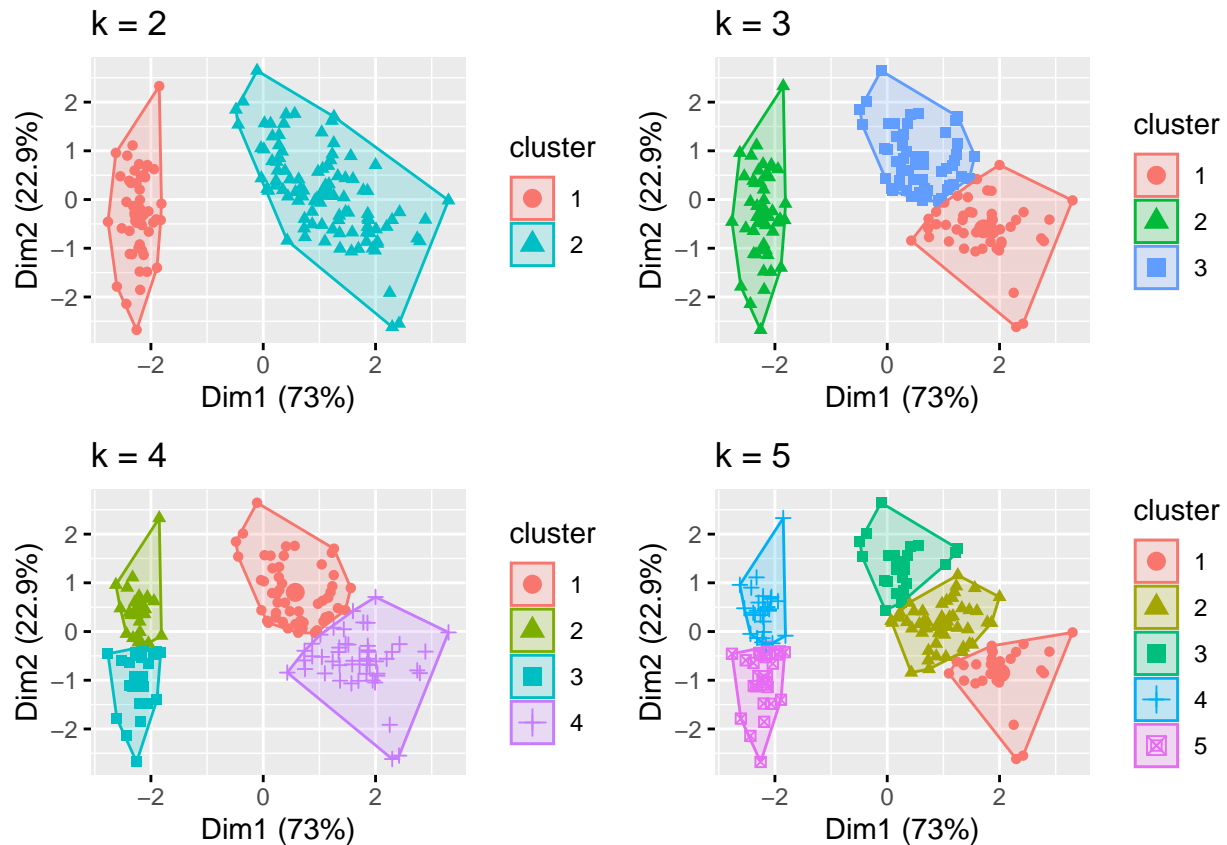 k = 2
Dim2 (22.9%)
2
1
0
−1
−2
−2
0
2
Dim1 (73%)
cluster
1
2
k = 3
Dim2 (22.9%)
2
1
0
−1
−2
−2
0
2
Dim1 (73%)
cluster
1
2
3
k = 4
Dim2 (22.9%)
2
1
0
−1
−2
−2
0
2
Dim1 (73%)
cluster
1
2
3
4
k = 5
Dim2 (22.9%)
2
1
0
−1
−2
−2
0
2
Dim1 (73%)
cluster
1
2
3
4
5